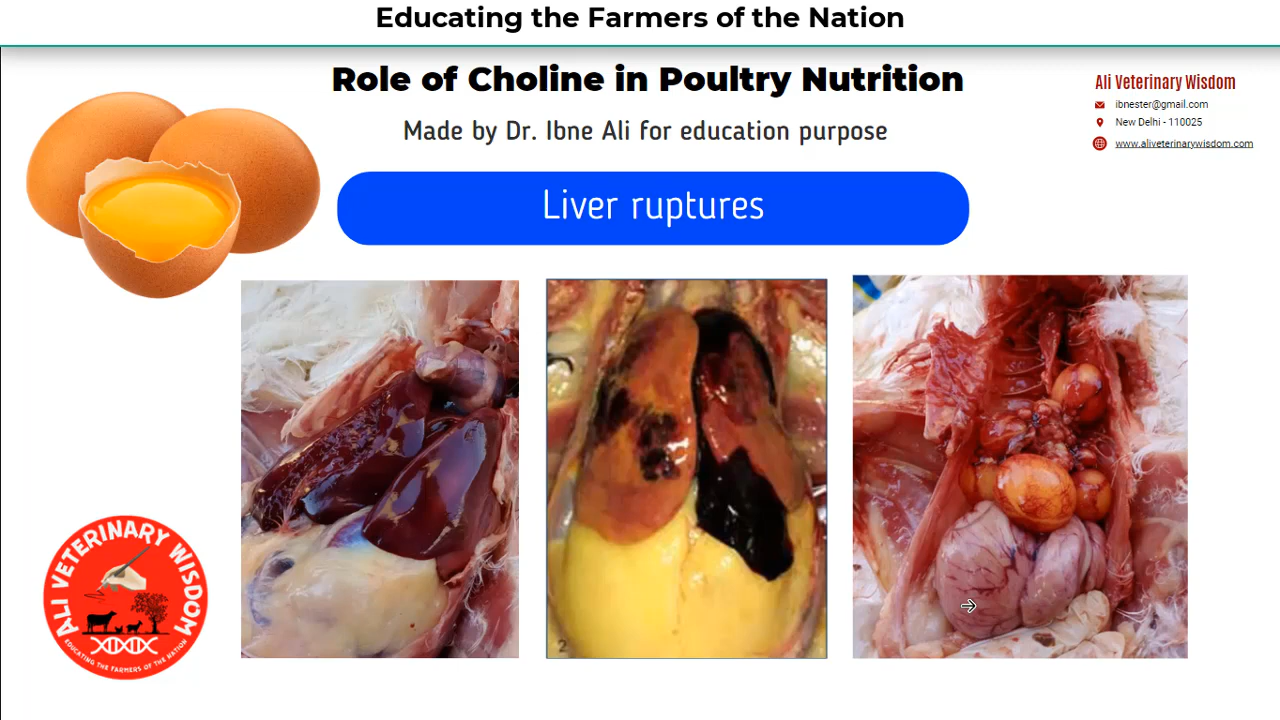 Educating the Farmers of the Nation
Role of Choline in Poultry Nutrition
Made by Dr. Ibne Ali for education purpose
Ali Veterinary Wisdom
ibnester@gmail.com
New Delhi - 110025
www.aliveterinarywisdom.com
Liver ruptures
2
ALI VETERINARY WISDOM
EDUCATING THE FARMERS OF THE NATION